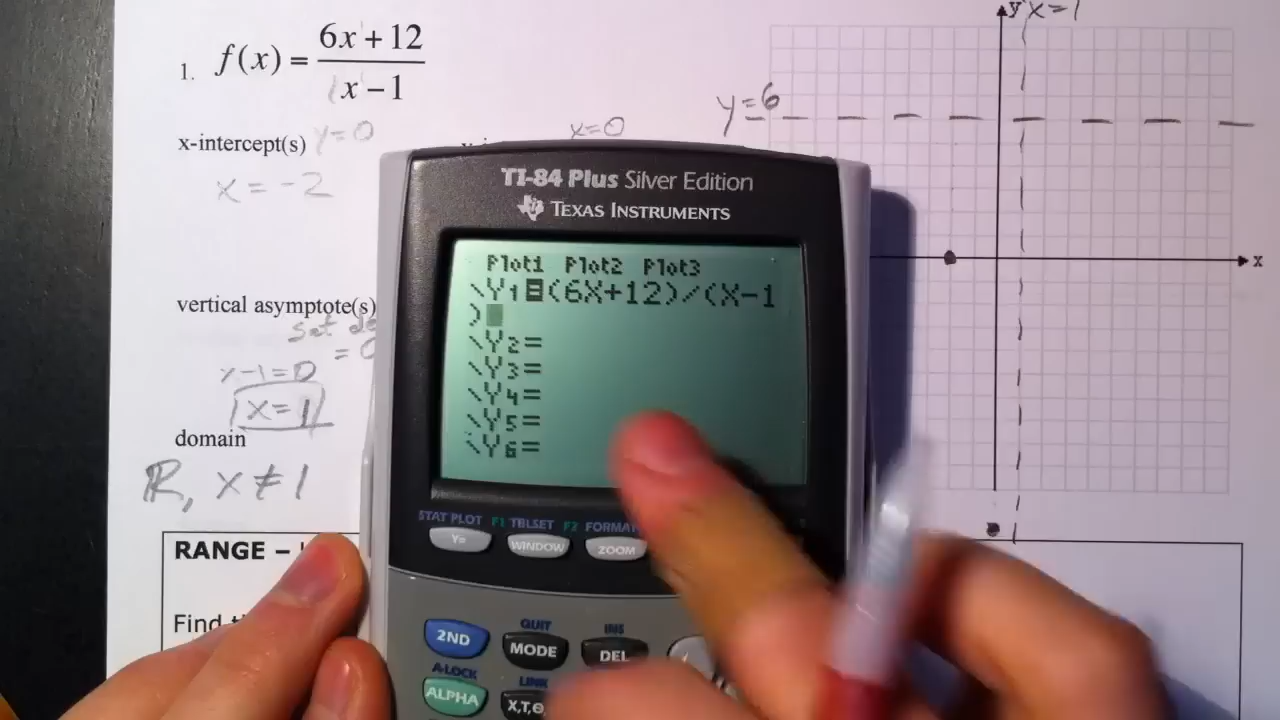 y x=1
1. f(x) = 6x+12
x-1
y=6
x-intercept(s) y=0
x=0
x = -2
TI-84 Plus Silver Edition
TEXAS INSTRUMENTS
Plot1 Plot2 Plot3
\Y1=(6X+12)/(X-1
)
\Y2=
\Y3=
\Y4=
\Y5=
\Y6=
x
vertical asymptote(s)
set
= 0
x-1=0
x=1
domain
ℝ, x≠1
STAT PLOT F1 TBLSET F2 FORMAT
Y= WINDOW ZOOM
RANGE –
Find
QUIT INS
2ND MODE DEL
A-LOCK LINK
ALPHA X,T,Θ